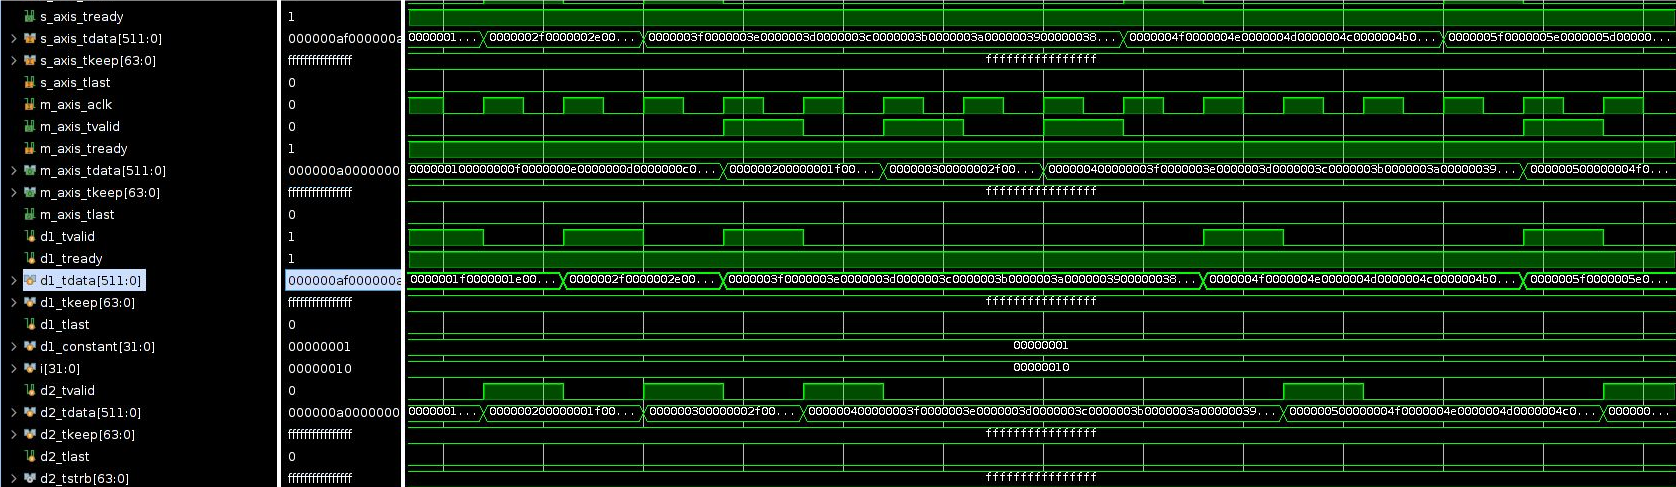 s_axis_tready 1
s_axis_tdata[511:0] 000000af000000a 0000001... 0000002f0000002e00... 0000003f0000003e0000003d0000003c0000003b0000003a0000003900000038... 0000004f0000004e0000004d0000004c0000004b0... 0000005f0000005e0000005d00000...
s_axis_tkeep[63:0] ffffffffffffffff ffffffffffffffff
s_axis_tlast 0
m_axis_aclk 0
m_axis_tvalid 0
m_axis_tready 1
m_axis_tdata[511:0] 000000a0000000 000000100000000f0000000e0000000d0000000c0... 000000200000001f00... 000000300000002f00... 000000400000003f0000003e0000003d0000003c0000003b0000003a00000039... 000000500000004f0...
m_axis_tkeep[63:0] ffffffffffffffff ffffffffffffffff
m_axis_tlast 0
d1_tvalid 1
d1_tready 1
d1_tdata[511:0] 000000af000000a 0000001f0000001e00... 0000002f0000002e00... 0000003f0000003e0000003d0000003c0000003b0000003a0000003900000038... 0000004f0000004e0000004d0000004c0000004b0... 0000005f0000005e0...
d1_tkeep[63:0] ffffffffffffffff ffffffffffffffff
d1_tlast 0
d1_constant[31:0] 00000001 00000001
i[31:0] 00000010 00000010
d2_tvalid 0
d2_tdata[511:0] 000000a0000000 0000001... 000000200000001f00... 000000300000002f00... 000000400000003f0000003e0000003d0000003c0000003b0000003a00000039... 000000500000004f0000004e0000004d0000004c0... 000000...
d2_tkeep[63:0] ffffffffffffffff ffffffffffffffff
d2_tlast 0
d2_tstrb[63:0] ffffffffffffffff ffffffffffffffff